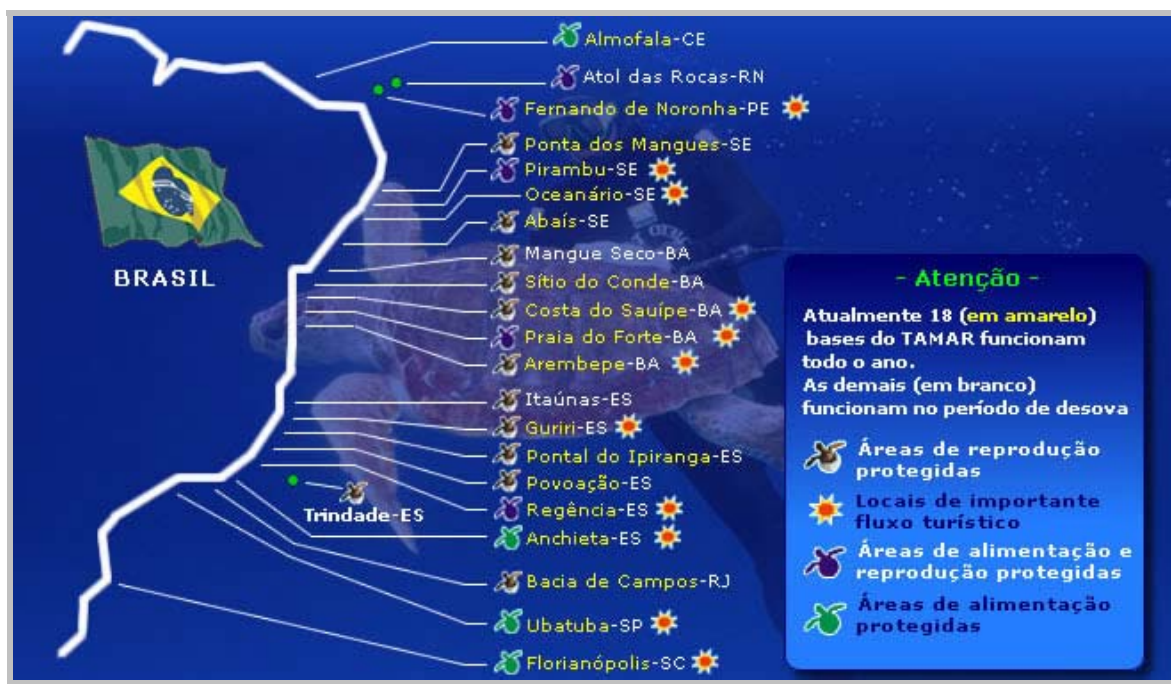 Almofala-CE
Atol das Rocas-RN
Fernando de Noronha-PE
Ponta dos Mangues-SE
Pirambu-SE
Oceanário-SE
Abaís-SE
Mangue Seco-BA
Sítio do Conde-BA
Costa do Sauípe-BA
Praia do Forte-BA
Arembepe-BA
Itaúnas-ES
Guriri-ES
Pontal do Ipiranga-ES
Povoação-ES
Regência-ES
Trindade-ES
Anchieta-ES
Bacia de Campos-RJ
Ubatuba-SP
Florianópolis-SC
BRASIL
- Atenção -
Atualmente 18 (em amarelo)
bases do TAMAR funcionam
todo o ano.
As demais (em branco)
funcionam no período de desova
Áreas de reprodução
protegidas
Locais de importante
fluxo turístico
Áreas de alimentação e
reprodução protegidas
Áreas de alimentação
protegidas